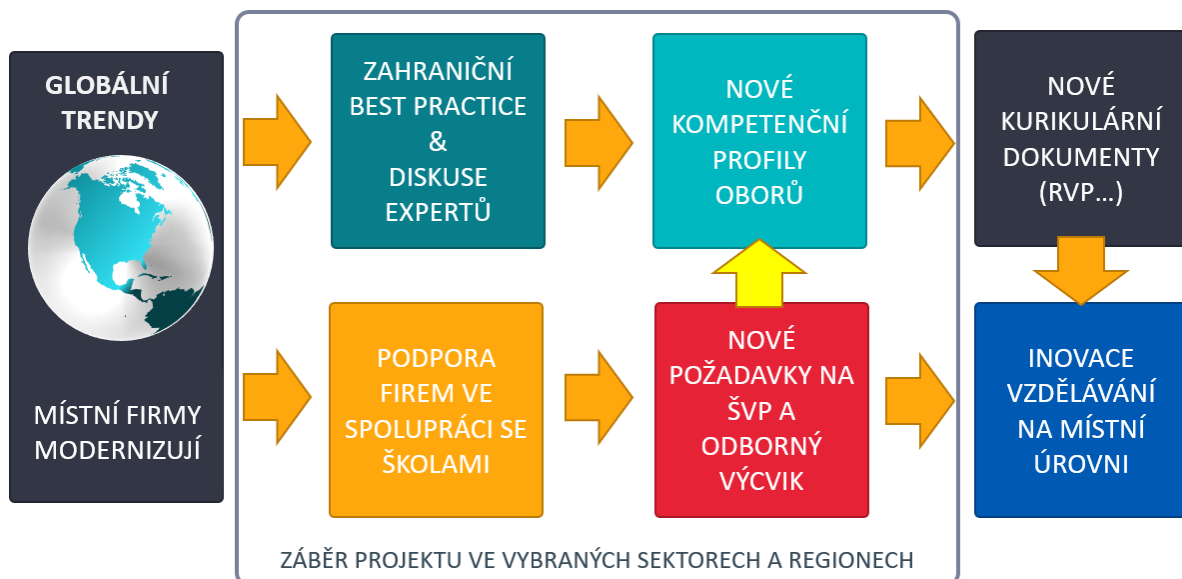 GLOBÁLNÍ
TRENDY
MÍSTNÍ FIRMY
MODERNIZUJÍ
ZAHRANIČNÍ
BEST PRACTICE
&
DISKUSE
EXPERTŮ
NOVÉ
KOMPETENČNÍ
PROFILY
OBORŮ
NOVÉ
KURIKULÁRNÍ
DOKUMENTY
(RVP...)
PODPORA
FIREM VE
SPOLUPRÁCI SE
ŠKOLAMI
NOVÉ
POŽADAVKY NA
ŠVP A
ODBORNÝ
VÝCVIK
INOVACE
VZDĚLÁVÁNÍ
NA MÍSTNÍ
ÚROVNI
ZÁBĚR PROJEKTU VE VYBRANÝCH SEKTORECH A REGIONECH